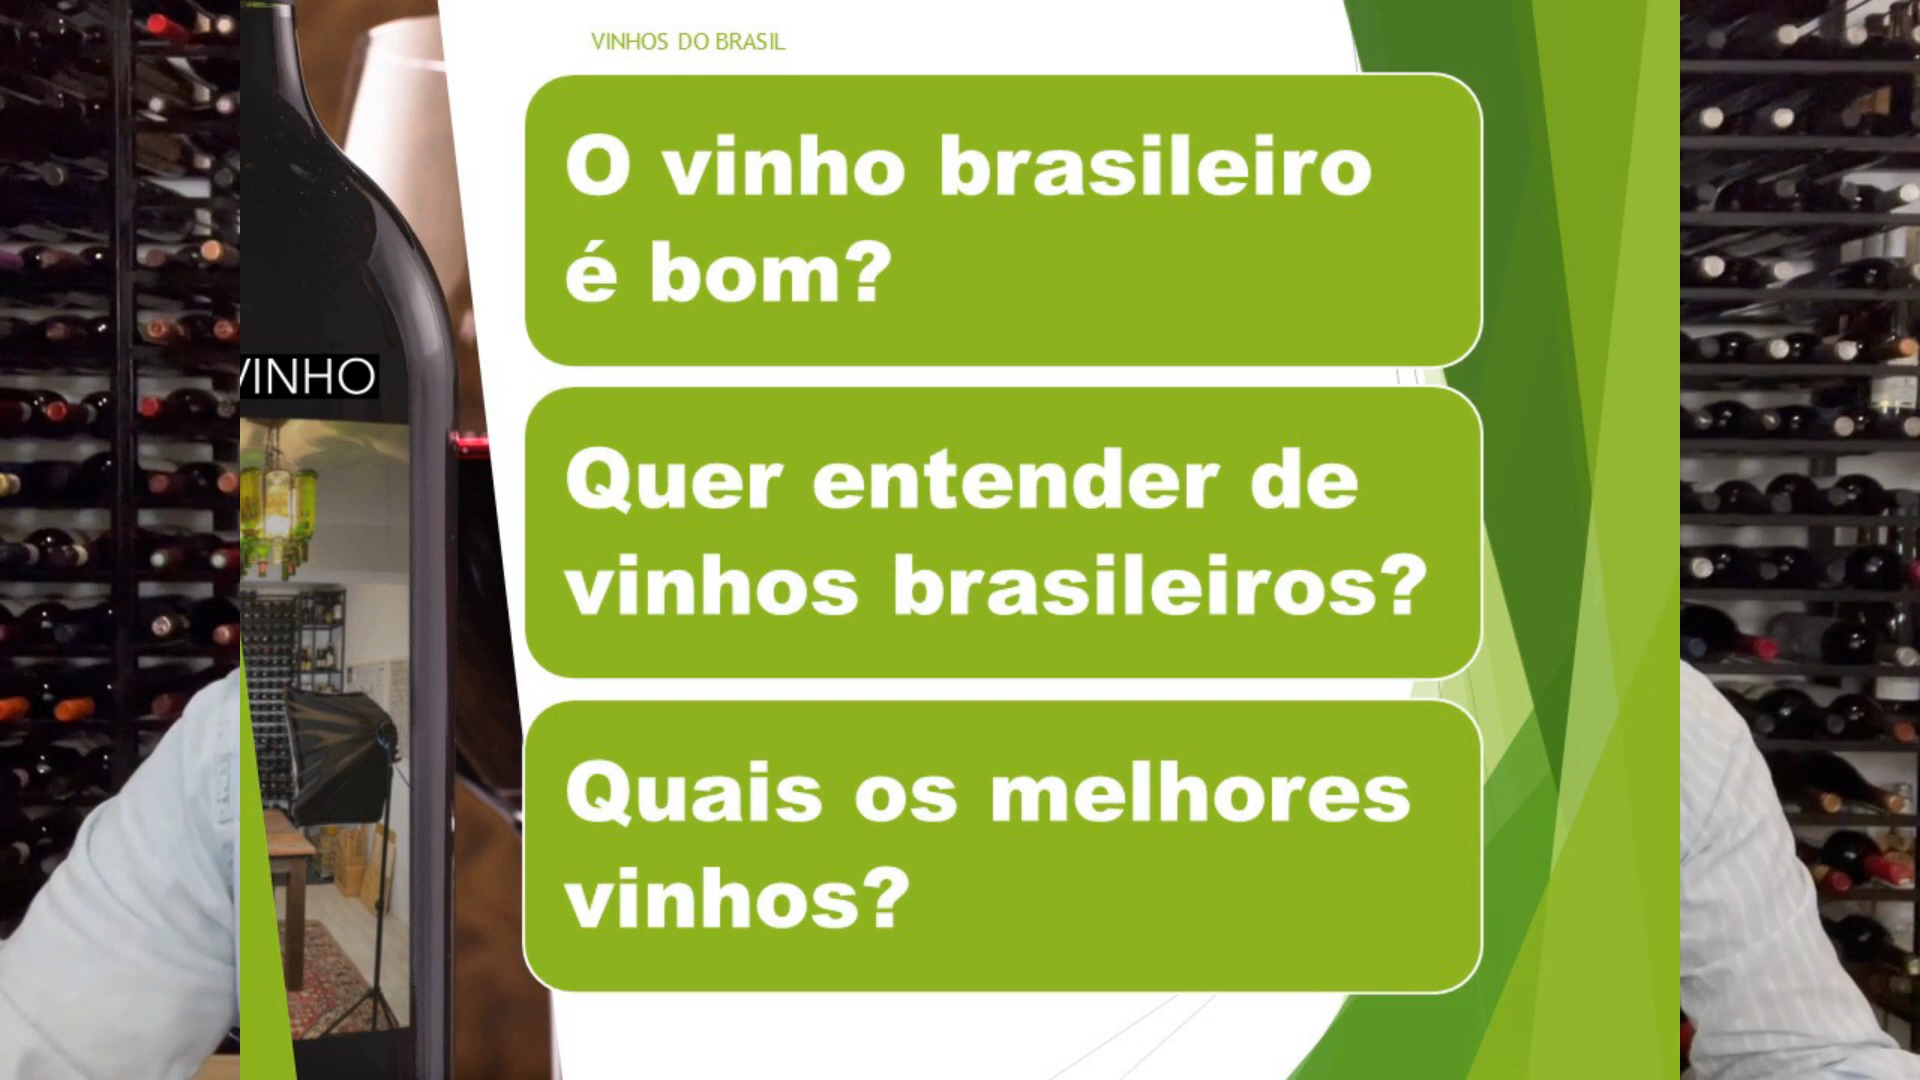 VINHOS DO BRASIL
O vinho brasileiro
é bom?
VINHO
Quer entender de
vinhos brasileiros?
Quais os melhores
vinhos?